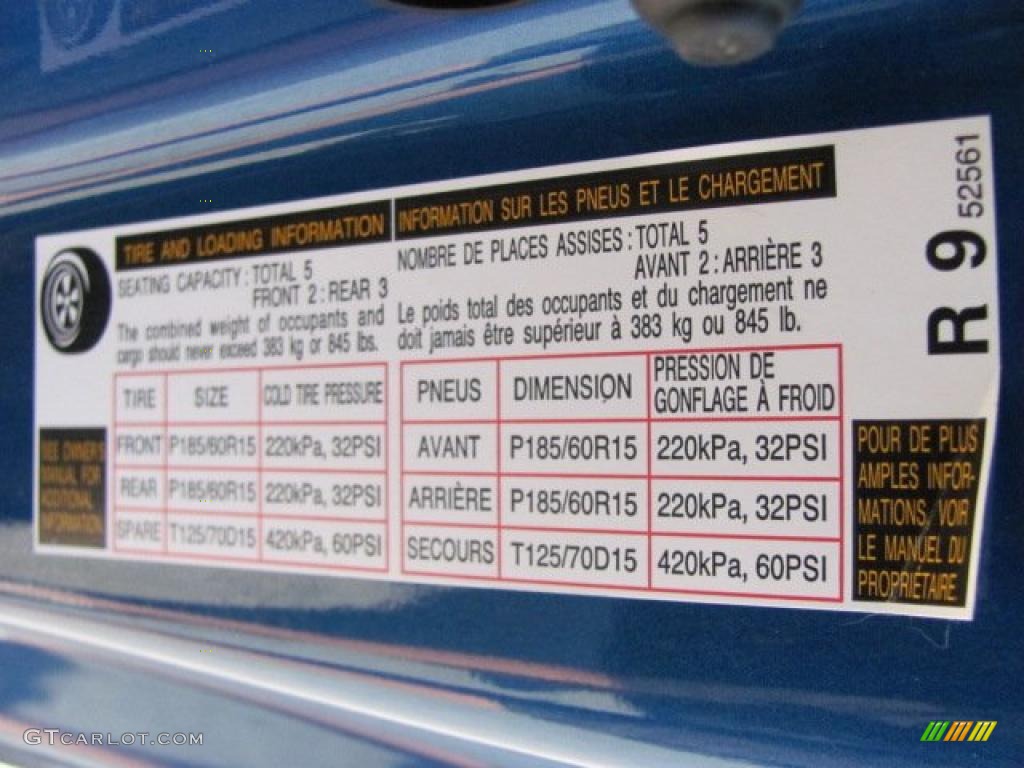 TIRE AND LOADING INFORMATION
SEATING CAPACITY : TOTAL 5
FRONT 2 : REAR 3
The combined weight of occupants and
cargo should never exceed 383 kg or 845 lbs.
TIRE SIZE COLD TIRE PRESSURE
FRONT P185/60R15 220kPa, 32PSI
REAR P185/60R15 220kPa, 32PSI
SPARE T125/70D15 420kPa, 60PSI
SEE OWNER'S
MANUAL FOR
ADDITIONAL
INFORMATION
INFORMATION SUR LES PNEUS ET LE CHARGEMENT
NOMBRE DE PLACES ASSISES : TOTAL 5
AVANT 2 : ARRIÈRE 3
Le poids total des occupants et du chargement ne
doit jamais être supérieur à 383 kg ou 845 lb.
PNEUS DIMENSION PRESSION DE
GONFLAGE À FROID
AVANT P185/60R15 220kPa, 32PSI
ARRIÈRE P185/60R15 220kPa, 32PSI
SECOURS T125/70D15 420kPa, 60PSI
POUR DE PLUS
AMPLES INFOR-
MATIONS, VOIR
LE MANUEL DU
PROPRIÉTAIRE.
R 9 52561
GTCARLOT.COM